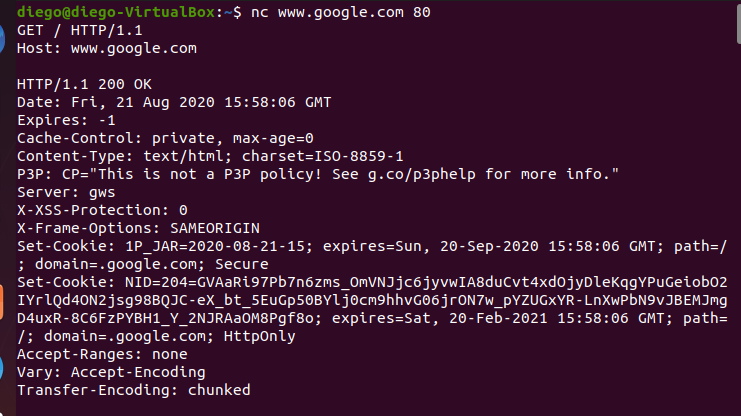 diego@diego-VirtualBox:~$ nc www.google.com 80
GET / HTTP/1.1
Host: www.google.com
HTTP/1.1 200 OK
Date: Fri, 21 Aug 2020 15:58:06 GMT
Expires: -1
Cache-Control: private, max-age=0
Content-Type: text/html; charset=ISO-8859-1
P3P: CP="This is not a P3P policy! See g.co/p3phelp for more info."
Server: gws
X-XSS-Protection: 0
X-Frame-Options: SAMEORIGIN
Set-Cookie: 1P_JAR=2020-08-21-15; expires=Sun, 20-Sep-2020 15:58:06 GMT; path=/
; domain=.google.com; Secure
Set-Cookie: NID=204=GVAaRi97Pb7n6zms_OmVNJjc6jyvwIA8duCvt4xdOjyDleKqgYPuGeiobO2
IYrlQd4ON2jsg98BQJC-eX_bt_5EuGp50BYlj0cm9hhvG06jrON7w_pYZUGxYR-LnXwPbN9vJBEMJmg
D4uxR-8C6FzPYBH1_Y_2NJRAaOM8Pgf8o; expires=Sat, 20-Feb-2021 15:58:06 GMT; path=
/; domain=.google.com; HttpOnly
Accept-Ranges: none
Vary: Accept-Encoding
Transfer-Encoding: chunked